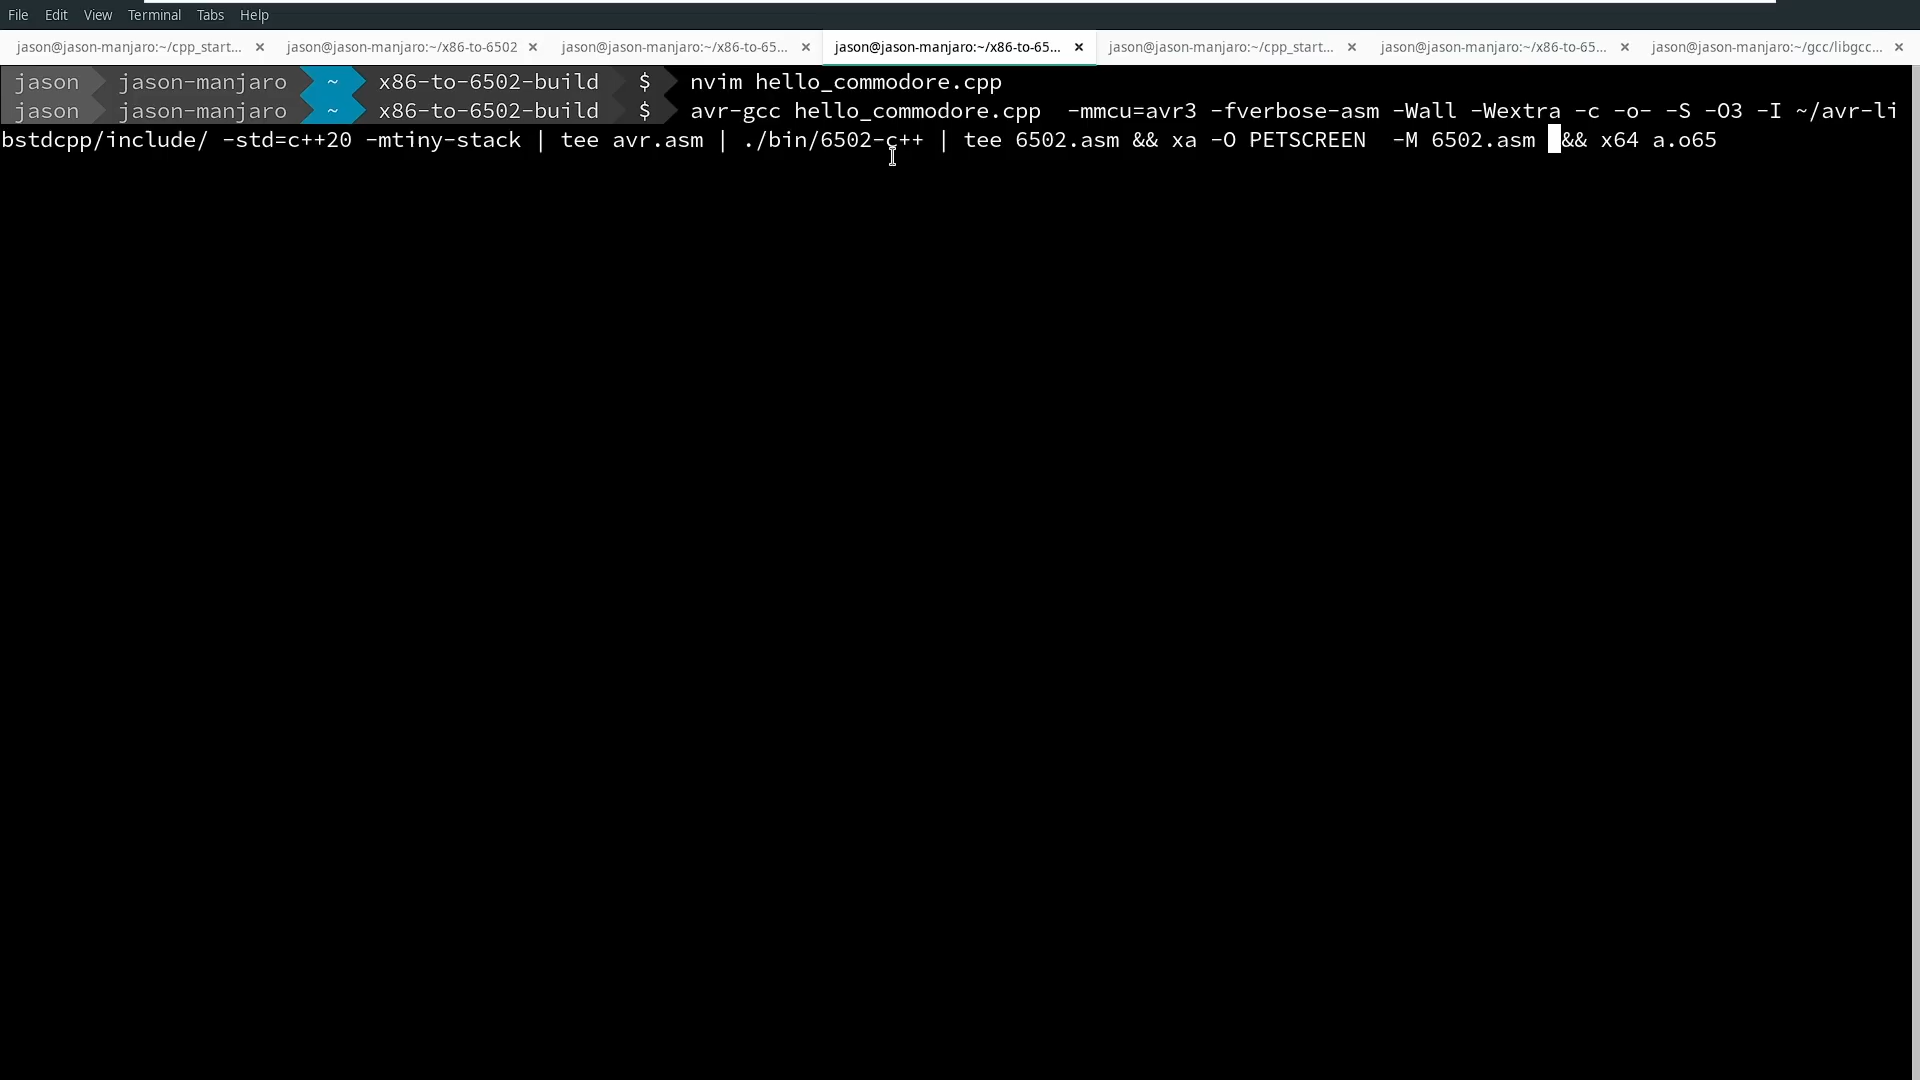 File Edit View Terminal Tabs Help
jason@jason-manjaro:~/cpp_start... × jason@jason-manjaro:~/x86-to-6502 × jason@jason-manjaro:~/x86-to-65... × jason@jason-manjaro:~/x86-to-65... × jason@jason-manjaro:~/cpp_start... × jason@jason-manjaro:~/x86-to-65... × jason@jason-manjaro:~/gcc/libgcc... ×
jason jason-manjaro ~ x86-to-6502-build $ nvim hello_commodore.cpp
jason jason-manjaro ~ x86-to-6502-build $ avr-gcc hello_commodore.cpp  -mmcu=avr3 -fverbose-asm -Wall -Wextra -c -o- -S -O3 -I ~/avr-li
bstdcpp/include/ -std=c++20 -mtiny-stack | tee avr.asm | ./bin/6502-c++ | tee 6502.asm && xa -O PETSCREEN  -M 6502.asm && x64 a.o65